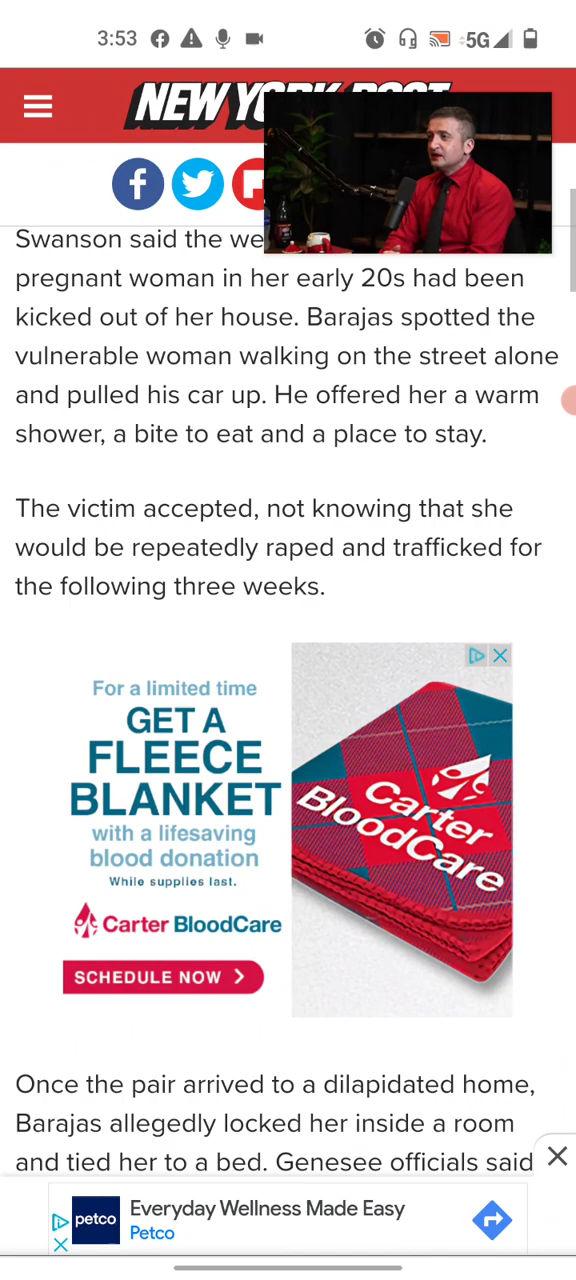 3:53
5G
NEW YORK POST
Swanson said the we
pregnant woman in her early 20s had been
kicked out of her house. Barajas spotted the
vulnerable woman walking on the street alone
and pulled his car up. He offered her a warm
shower, a bite to eat and a place to stay.
The victim accepted, not knowing that she
would be repeatedly raped and trafficked for
the following three weeks.
For a limited time
GET A
FLEECE
BLANKET
with a lifesaving
blood donation
While supplies last.
Carter BloodCare
SCHEDULE NOW >
Carter
BloodCare
Once the pair arrived to a dilapidated home,
Barajas allegedly locked her inside a room
and tied her to a bed. Genesee officials said
petco
Everyday Wellness Made Easy
Petco